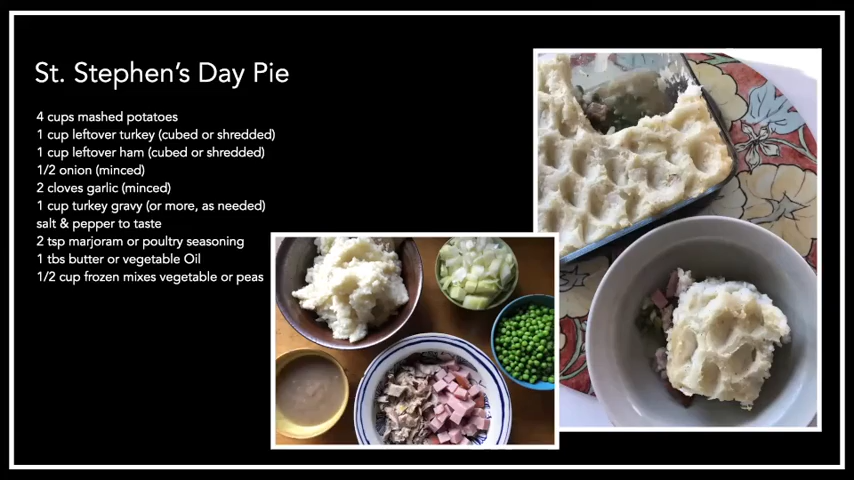 St. Stephen's Day Pie
4 cups mashed potatoes
1 cup leftover turkey (cubed or shredded)
1 cup leftover ham (cubed or shredded)
1/2 onion (minced)
2 cloves garlic (minced)
1 cup turkey gravy (or more, as needed)
salt & pepper to taste
2 tsp marjoram or poultry seasoning
1 tbs butter or vegetable Oil
1/2 cup frozen mixes vegetable or peas